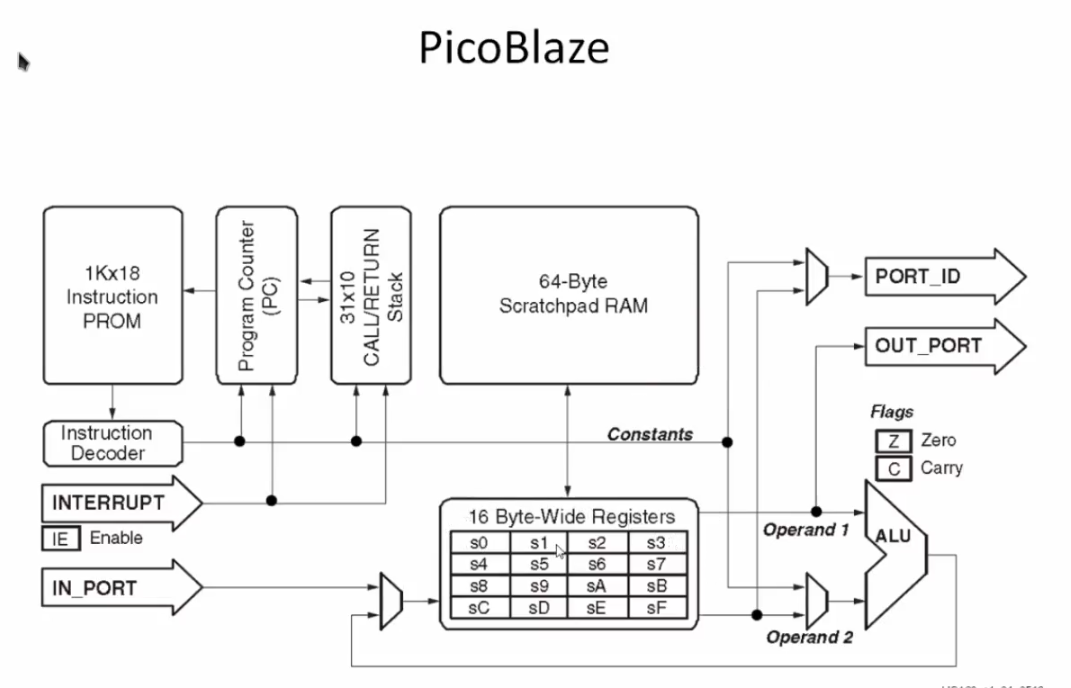 PicoBlaze
1Kx18
Instruction
PROM
Program Counter
(PC)
31x10
CALL/RETURN
Stack
64-Byte
Scratchpad RAM
PORT_ID
OUT_PORT
Instruction
Decoder
Constants
Flags
Z Zero
C Carry
INTERRUPT
IE Enable
IN_PORT
16 Byte-Wide Registers
s0 s1 s2 s3
s4 s5 s6 s7
s8 s9 sA sB
sC sD sE sF
Operand 1
ALU
Operand 2